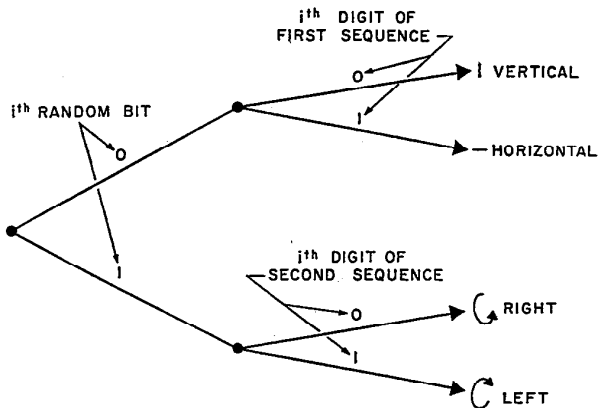 ith DIGIT OF
FIRST SEQUENCE
0
| VERTICAL
ith RANDOM BIT
0
1
— HORIZONTAL
1
ith DIGIT OF
SECOND SEQUENCE
0
RIGHT
1
LEFT